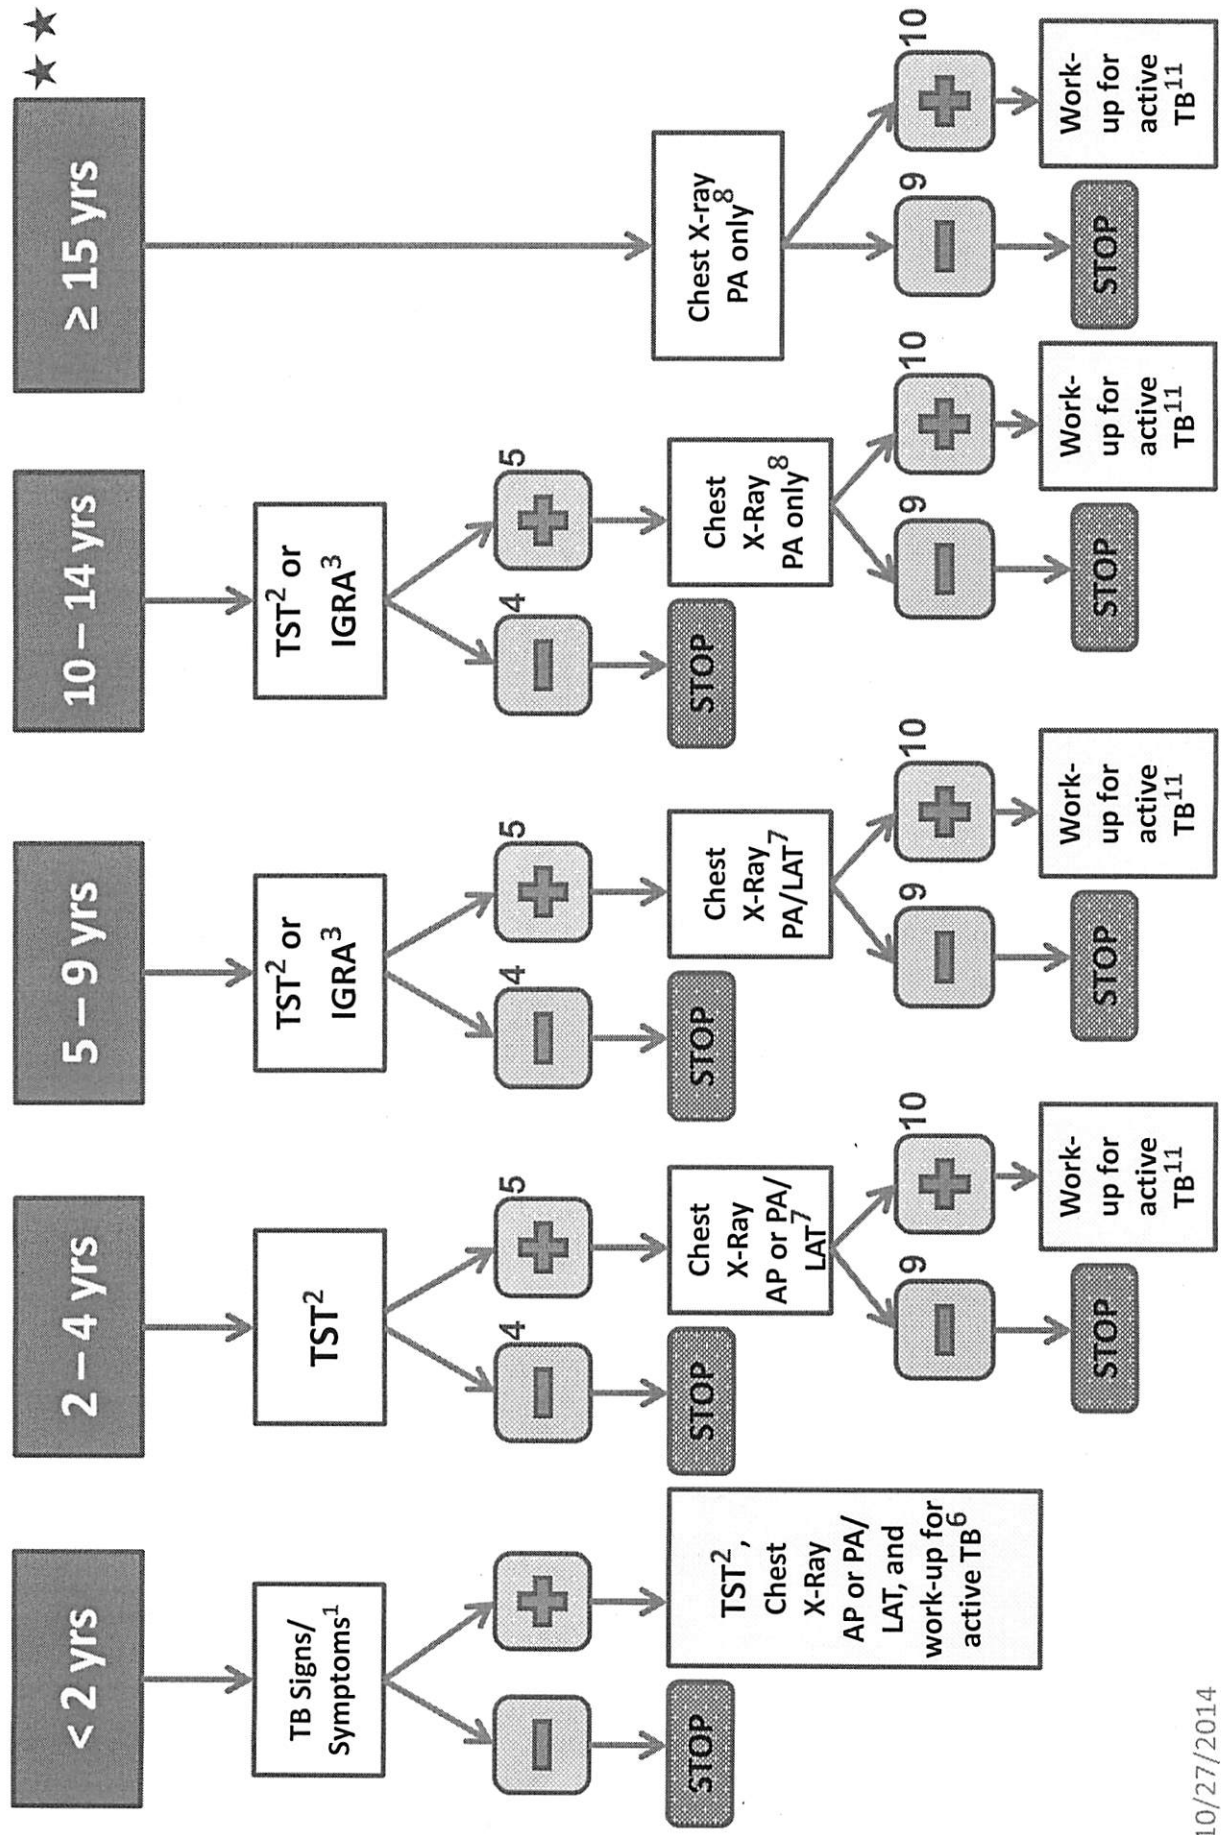 < 2 yrs
TB Signs/
Symptoms¹
− +
STOP
TST²,
Chest
X-Ray
AP or PA/
LAT, and
work-up for
active TB⁶
2 – 4 yrs
TST²
− 4 + 5
STOP
Chest
X-Ray
AP or PA/
LAT⁷
− 9 + 10
STOP
Work-
up for
active
TB¹¹
5 – 9 yrs
TST² or
IGRA³
− 4 + 5
STOP
Chest
X-Ray
PA/LAT⁷
− 9 + 10
STOP
Work-
up for
active
TB¹¹
10 – 14 yrs
TST² or
IGRA³
− 4 + 5
STOP
Chest
X-Ray
PA only⁸
− 9 + 10
STOP
Work-
up for
active
TB¹¹
≥ 15 yrs
★ ★
Chest X-ray
PA only⁸
− 9 + 10
STOP
Work-
up for
active
TB¹¹
10/27/2014